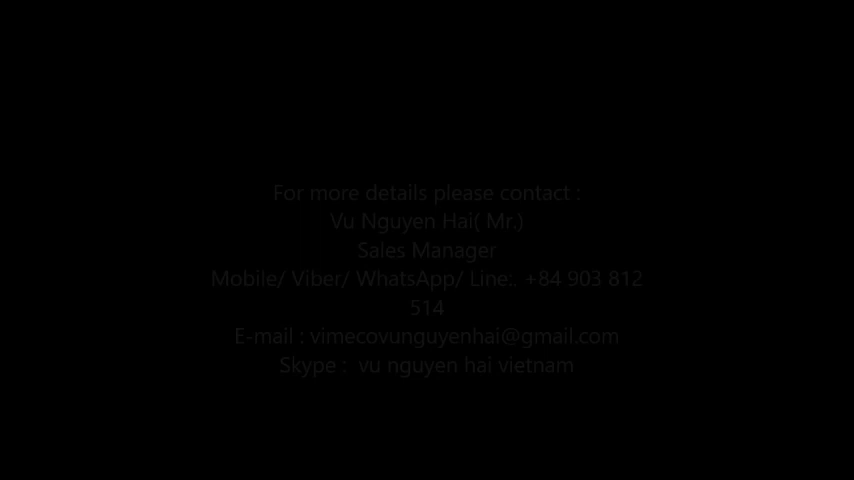 For more details please contact :
Vu Nguyen Hai( Mr.)
Sales Manager
Mobile/ Viber/ WhatsApp/ Line:. +84 903 812
514
E-mail : vimecovunguyenhai@gmail.com
Skype :  vu nguyen hai vietnam